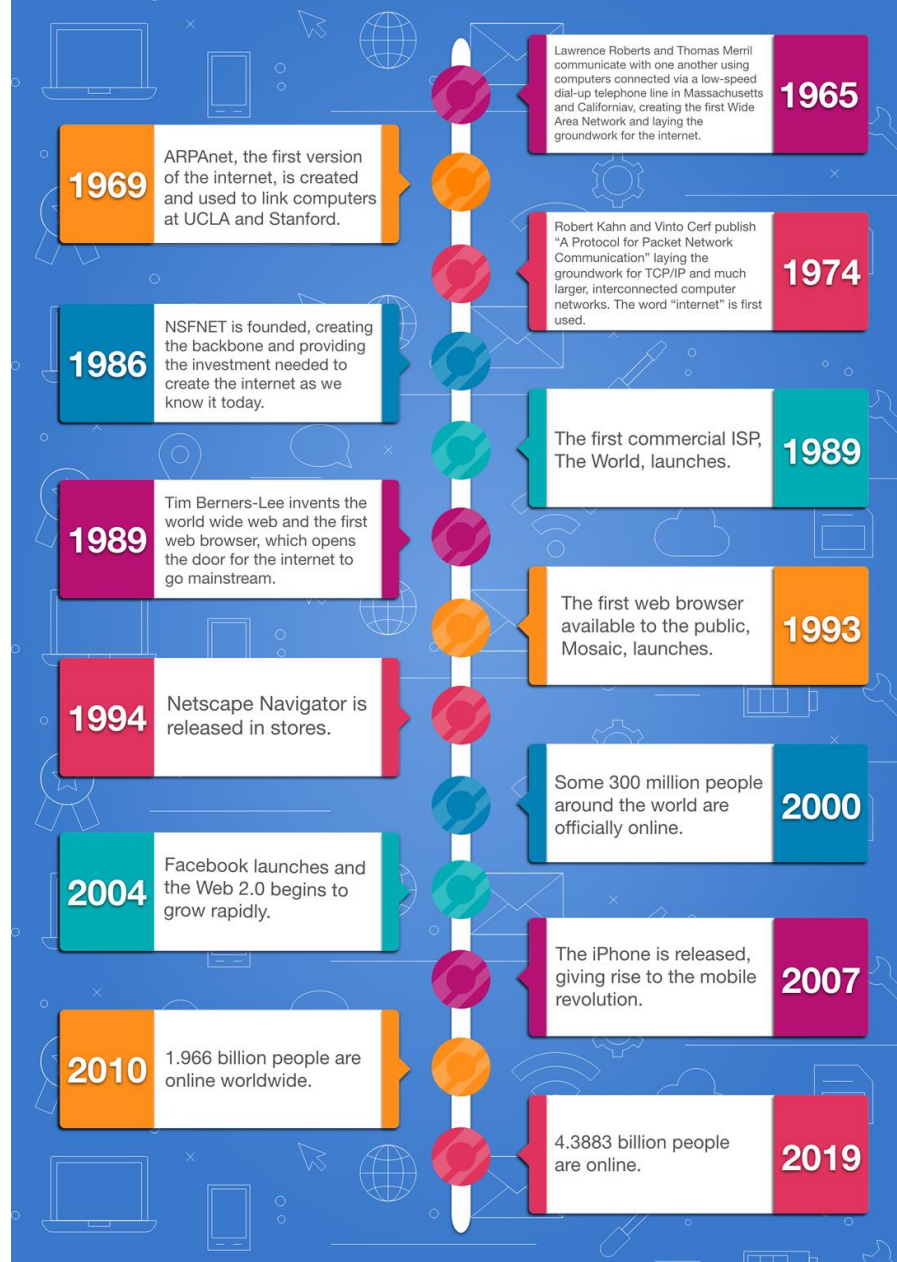 Lawrence Roberts and Thomas Merril
communicate with one another using
computers connected via a low-speed
dial-up telephone line in Massachusetts
and Californiav, creating the first Wide
Area Network and laying the
groundwork for the internet.
1965
1969
ARPAnet, the first version
of the internet, is created
and used to link computers
at UCLA and Stanford.
Robert Kahn and Vinto Cerf publish
“A Protocol for Packet Network
Communication” laying the
groundwork for TCP/IP and much
larger, interconnected computer
networks. The word “internet” is first
used.
1974
1986
NSFNET is founded, creating
the backbone and providing
the investment needed to
create the internet as we
know it today.
The first commercial ISP,
The World, launches.
1989
1989
Tim Berners-Lee invents the
world wide web and the first
web browser, which opens
the door for the internet to
go mainstream.
The first web browser
available to the public,
Mosaic, launches.
1993
1994
Netscape Navigator is
released in stores.
Some 300 million people
around the world are
officially online.
2000
2004
Facebook launches and
the Web 2.0 begins to
grow rapidly.
The iPhone is released,
giving rise to the mobile
revolution.
2007
2010
1.966 billion people are
online worldwide.
4.3883 billion people
are online.
2019